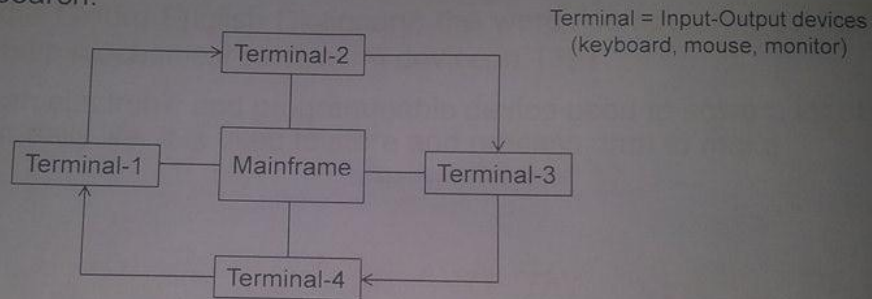 Terminal = Input-Output devices
(keyboard, mouse, monitor)
Terminal-2
Terminal-1
Mainframe
Terminal-3
Terminal-4